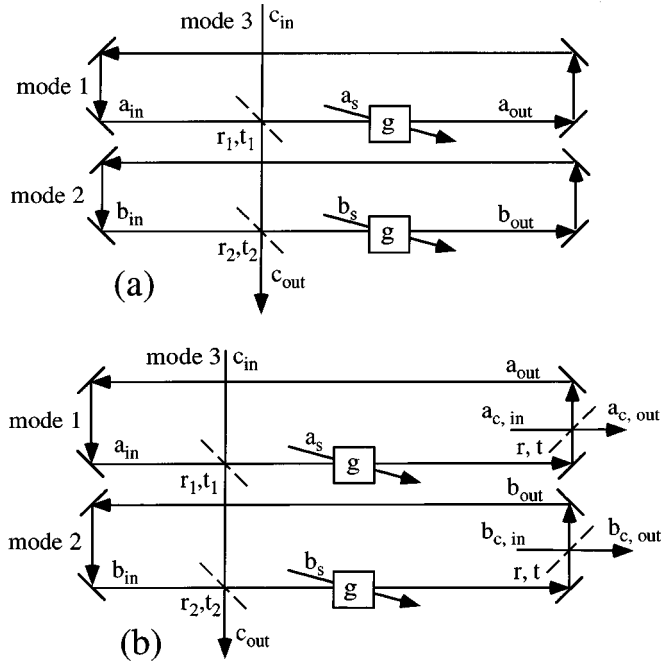 mode 3 c_in
mode 1
a_in
a_s
g
a_out
r_1,t_1
mode 2
b_in
b_s
g
b_out
r_2,t_2
(a)
c_out
mode 3 c_in
a_out
mode 1
a_c, in
a_c, out
a_in
a_s
g
r, t
r_1,t_1
b_out
mode 2
b_c, in
b_c, out
b_in
b_s
g
r, t
r_2,t_2
(b)
c_out